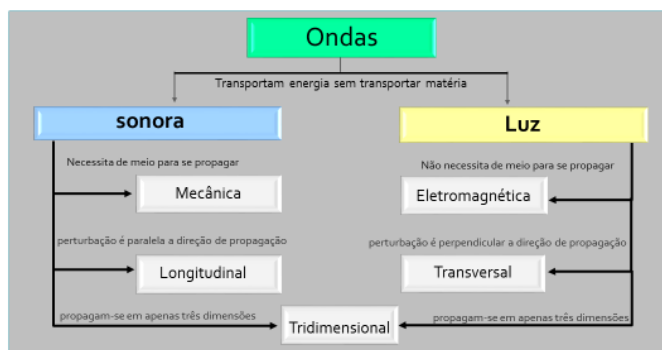 Ondas
Transportam energia sem transportar matéria
sonora
Luz
Necessita de meio para se propagar
Não necessita de meio para se propagar
Mecânica
Eletromagnética
perturbação é paralela a direção de propagação
perturbação é perpendicular a direção de propagação
Longitudinal
Transversal
propagam-se em apenas três dimensões
propagam-se em apenas três dimensões
Tridimensional